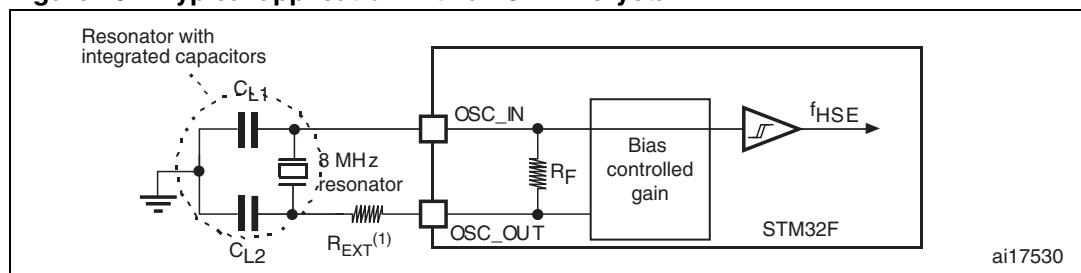 Figure Typical application with an 8 MHz crystal
Resonator with
integrated capacitors
CL1
OSC_IN
fHSE
8 MHz
resonator
RF
Bias
controlled
gain
REXT(1)
OSC_OUT
STM32F
CL2
ai17530